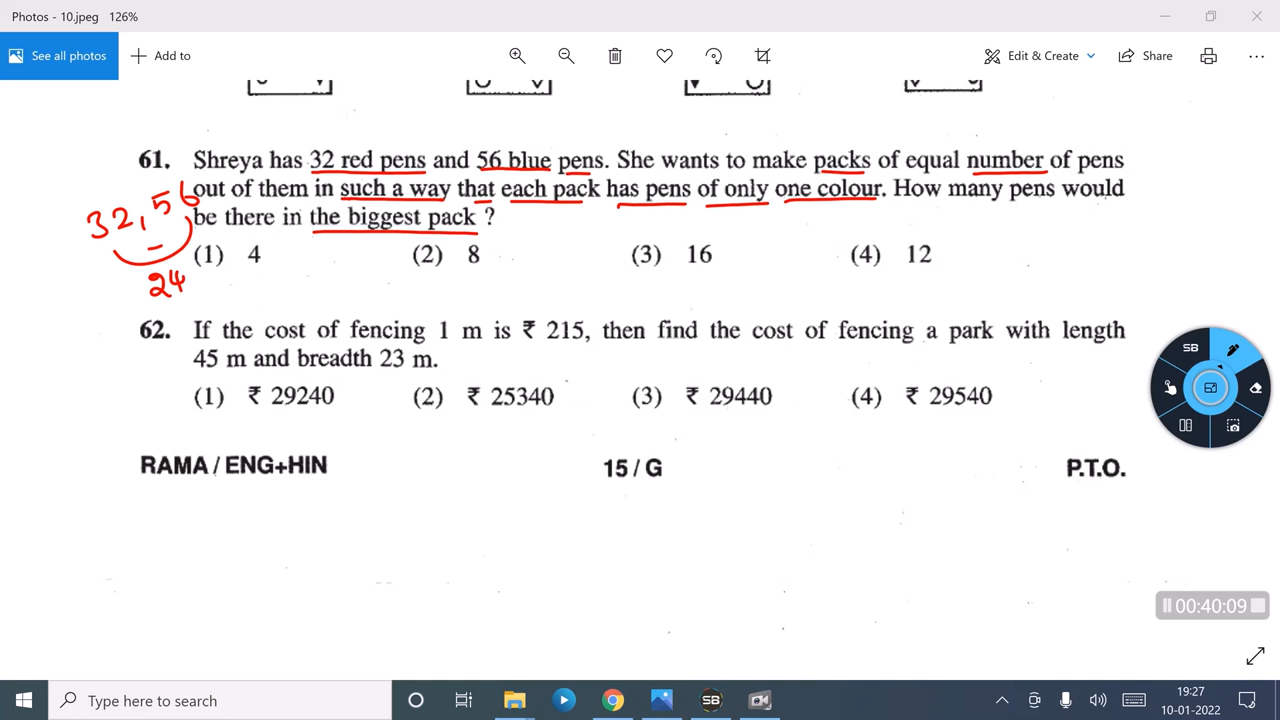 Photos - 10.jpeg 126%
See all photos
Add to
Edit & Create
Share
61. Shreya has 32 red pens and 56 blue pens. She wants to make packs of equal number of pens
out of them in such a way that each pack has pens of only one colour. How many pens would
be there in the biggest pack ?
32, 56
-
24
(1) 4 (2) 8 (3) 16 (4) 12
62. If the cost of fencing 1 m is ₹ 215, then find the cost of fencing a park with length
45 m and breadth 23 m.
(1) ₹ 29240 (2) ₹ 25340 (3) ₹ 29440 (4) ₹ 29540
SB
RAMA / ENG+HIN 15 / G P.T.O.
00:40:09
Type here to search
SB
19:27
10-01-2022